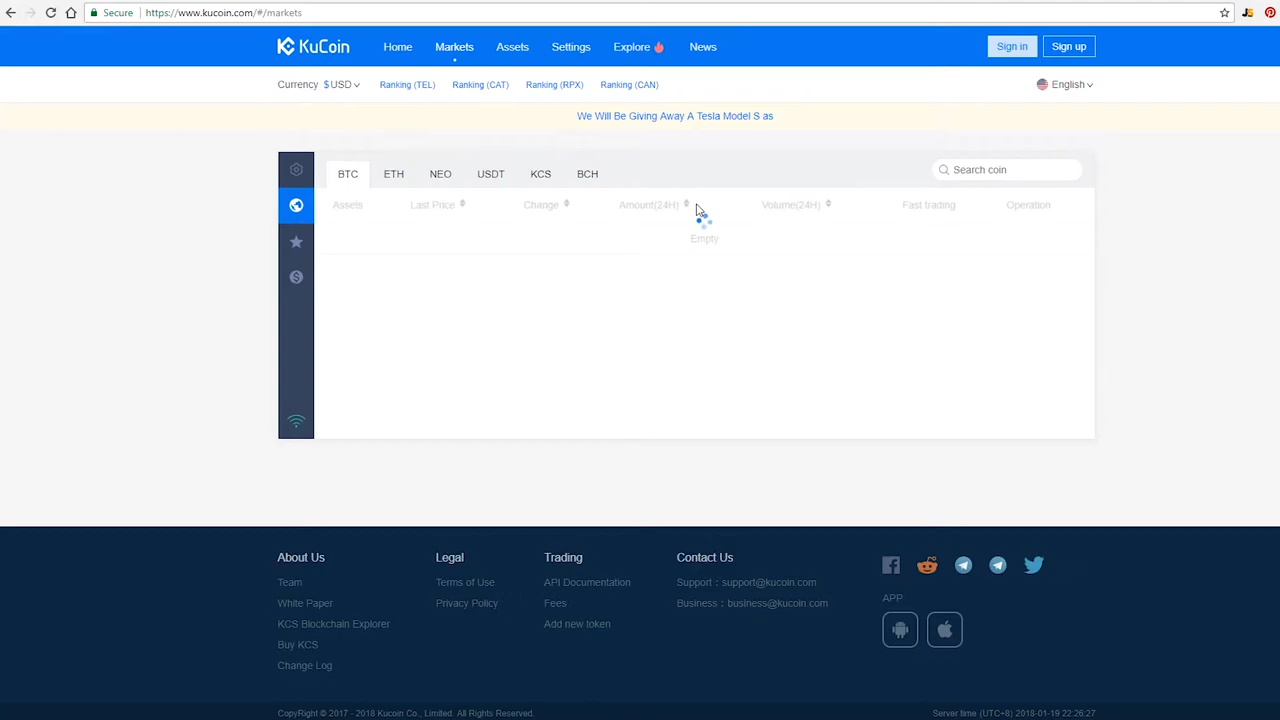 Secure https://www.kucoin.com/#/markets JS
KuCoin Home Markets Assets Settings Explore News Sign in Sign up
Currency $ USD Ranking (TEL) Ranking (CAT) Ranking (RPX) Ranking (CAN) English
We Will Be Giving Away A Tesla Model S as
BTC ETH NEO USDT KCS BCH Search coin
Assets Last Price Change Amount(24H) Volume(24H) Fast trading Operation
Empty
About Us Legal Trading Contact Us
Team Terms of Use API Documentation Support：support@kucoin.com
White Paper Privacy Policy Fees Business：business@kucoin.com APP
KCS Blockchain Explorer Add new token
Buy KCS
Change Log
CopyRight © 2017 - 2018 Kucoin Co., Limited. All Rights Reserved. Server time (UTC+8) 2018-01-19 22:26:27